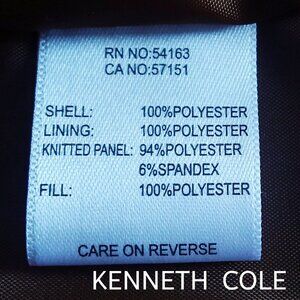 RN NO:54163
CA NO:57151
SHELL: 100%POLYESTER
LINING: 100%POLYESTER
KNITTED PANEL: 94%POLYESTER
6%SPANDEX
FILL: 100%POLYESTER
CARE ON REVERSE
KENNETH COLE